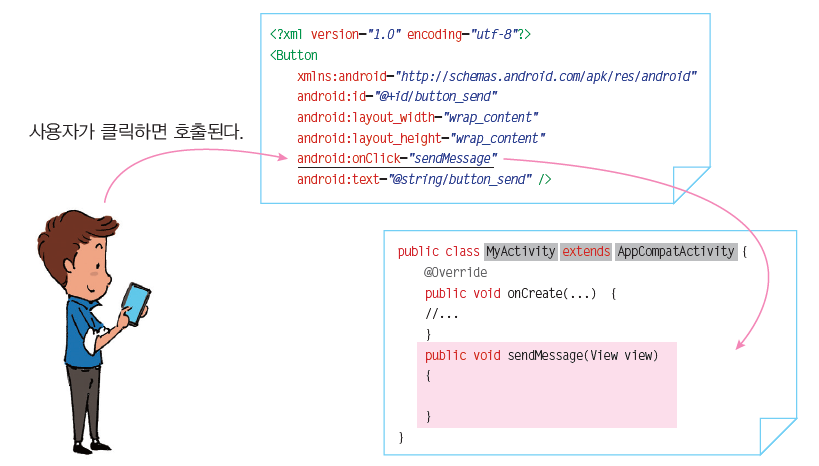 <?xml version="1.0" encoding="utf-8"?>
<Button
xmlns:android="http://schemas.android.com/apk/res/android"
android:id="@+id/button_send"
android:layout_width="wrap_content"
android:layout_height="wrap_content"
사용자가 클릭하면 호출된다.
android:onClick="sendMessage"
android:text="@string/button_send" />
public class MyActivity extends AppCompatActivity {
@Override
public void onCreate(...) {
//...
}
public void sendMessage(View view)
{
}
}